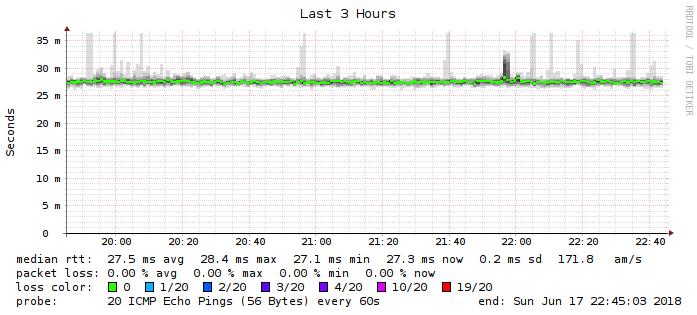 Last 3 Hours
RRDTOOL / TOBI OETIKER
Seconds
35 m
30 m
25 m
20 m
15 m
10 m
5 m
0
20:00 20:20 20:40 21:00 21:20 21:40 22:00 22:20 22:40
median rtt: 27.5 ms avg 28.4 ms max 27.1 ms min 27.3 ms now 0.2 ms sd 171.8 am/s
packet loss: 0.00 % avg 0.00 % max 0.00 % min 0.00 % now
loss color: 0 1/20 2/20 3/20 4/20 10/20 19/20
probe: 20 ICMP Echo Pings (56 Bytes) every 60s end: Sun Jun 17 22:45:03 2018